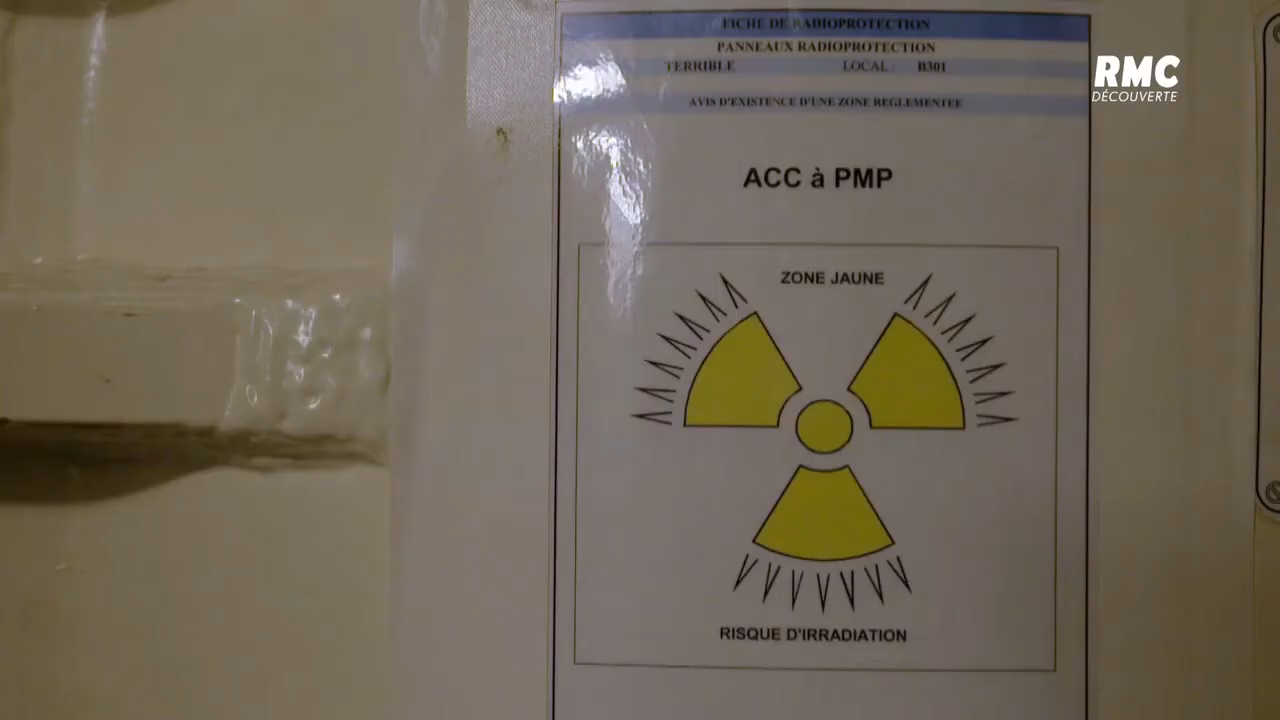 FICHE DE RADIOPROTECTION
PANNEAUX RADIOPROTECTION
TERRIBLE LOCAL : B301
AVIS D'EXISTENCE D'UNE ZONE REGLEMENTEE
RMC
DÉCOUVERTE
ACC à PMP
ZONE JAUNE
RISQUE D'IRRADIATION